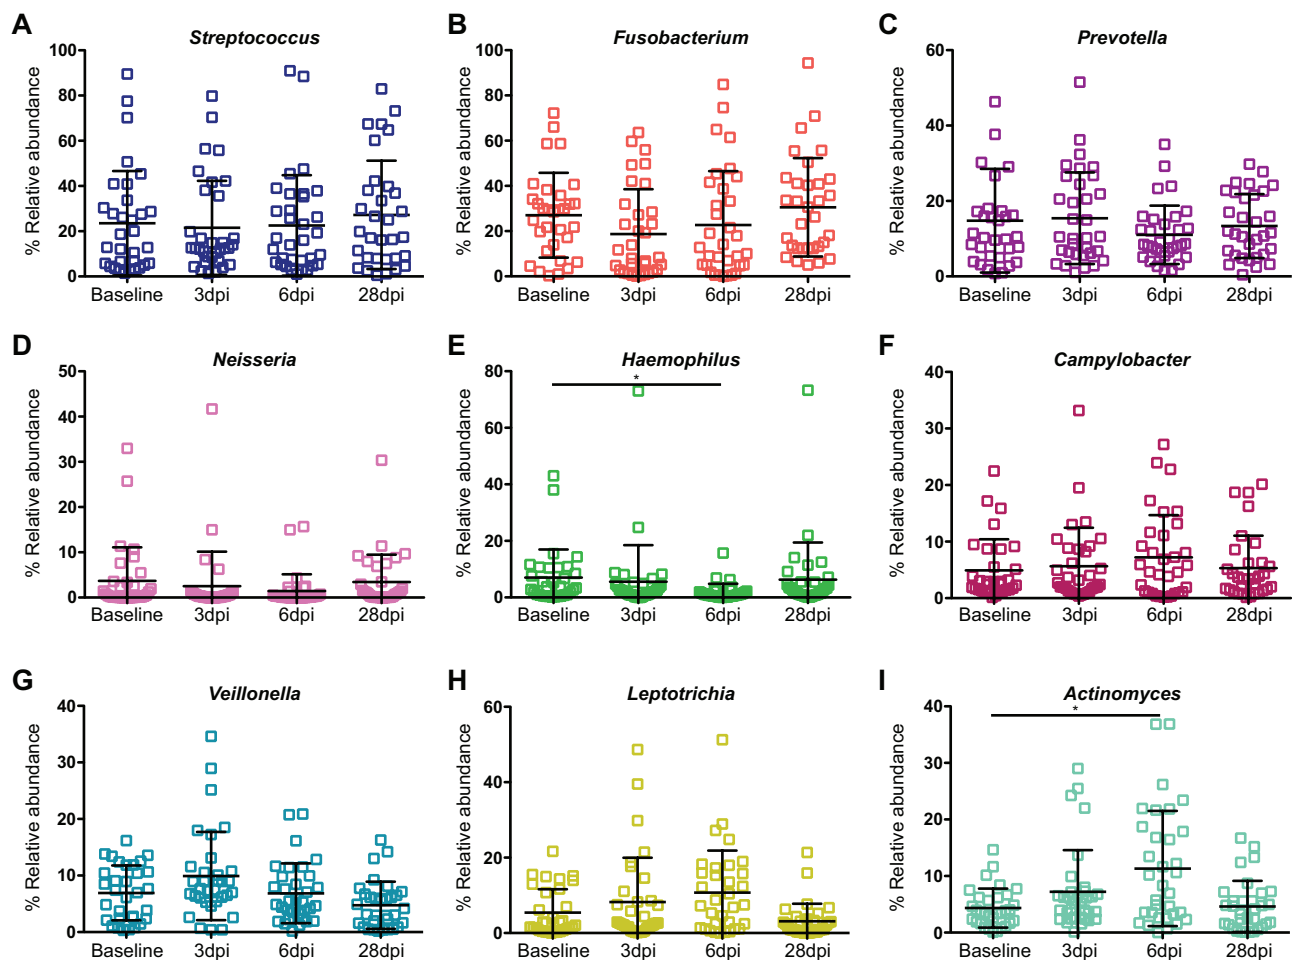 A
Streptococcus
% Relative abundance
100
80
60
40
20
0
Baseline 3dpi 6dpi 28dpi
B
Fusobacterium
% Relative abundance
100
80
60
40
20
0
Baseline 3dpi 6dpi 28dpi
C
Prevotella
% Relative abundance
60
40
20
0
Baseline 3dpi 6dpi 28dpi
D
Neisseria
% Relative abundance
50
40
30
20
10
0
Baseline 3dpi 6dpi 28dpi
E
Haemophilus
*
% Relative abundance
80
60
40
20
0
Baseline 3dpi 6dpi 28dpi
F
Campylobacter
% Relative abundance
40
30
20
10
0
Baseline 3dpi 6dpi 28dpi
G
Veillonella
% Relative abundance
40
30
20
10
0
Baseline 3dpi 6dpi 28dpi
H
Leptotrichia
% Relative abundance
60
40
20
0
Baseline 3dpi 6dpi 28dpi
I
Actinomyces
*
% Relative abundance
40
30
20
10
0
Baseline 3dpi 6dpi 28dpi